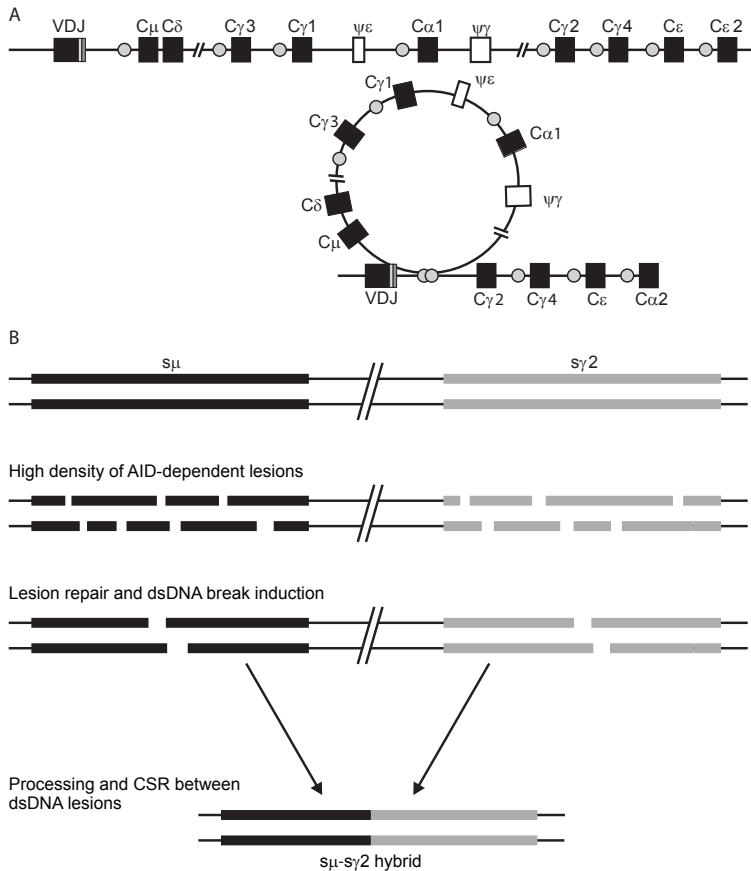 A
VDJ Cμ Cδ Cγ3 Cγ1 ψε Cα1 ψγ Cγ2 Cγ4 Cε Cε 2
Cγ1 ψε
Cγ3 Cα1
Cδ ψγ
Cμ
VDJ Cγ2 Cγ4 Cε Cα2
B
sμ sγ2
High density of AID-dependent lesions
Lesion repair and dsDNA break induction
Processing and CSR between
dsDNA lesions
sμ-sγ2 hybrid